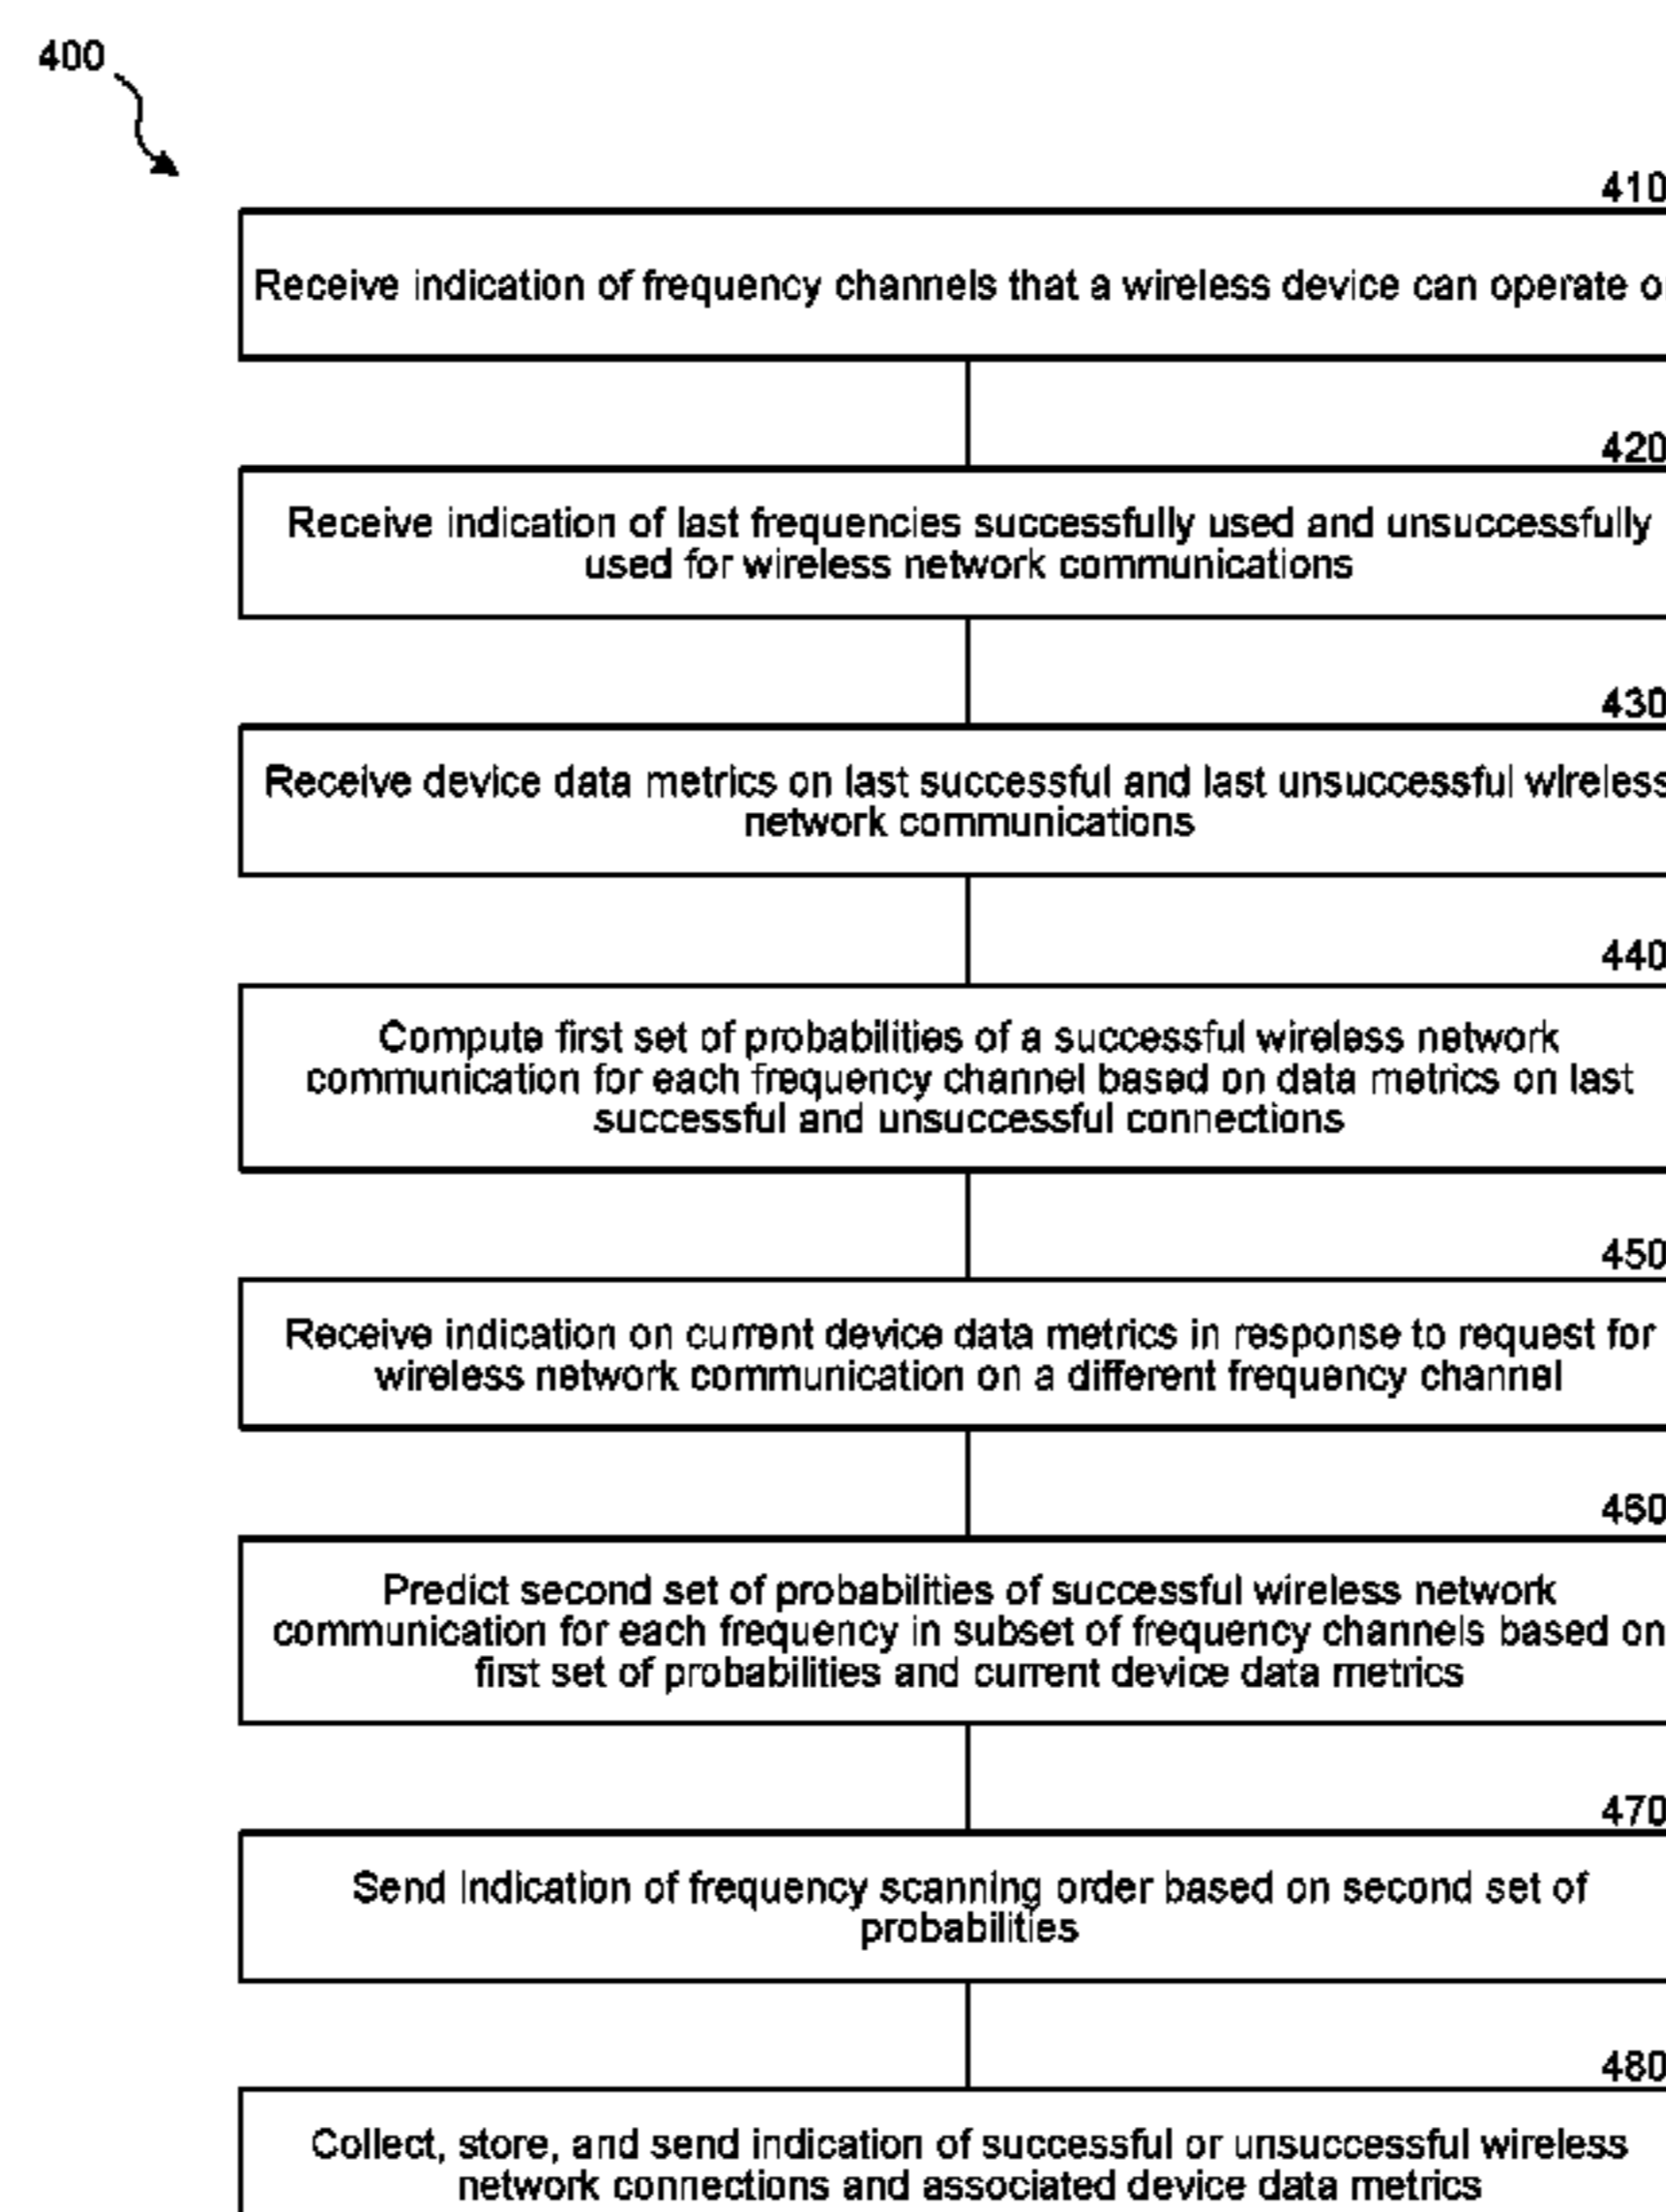 400
410
Receive indication of frequency channels that a wireless device can operate o
420
Receive indication of last frequencies successfully used and unsuccessfully
used for wireless network communications
430
Receive device data metrics on last successful and last unsuccessful wireless
network communications
440
Compute first set of probabilities of a successful wireless network
communication for each frequency channel based on data metrics on last
successful and unsuccessful connections
450
Receive indication on current device data metrics in response to request for
wireless network communication on a different frequency channel
460
Predict second set of probabilities of successful wireless network
communication for each frequency in subset of frequency channels based on
first set of probabilities and current device data metrics
470
Send indication of frequency scanning order based on second set of
probabilities
480
Collect, store, and send indication of successful or unsuccessful wireless
network connections and associated device data metrics